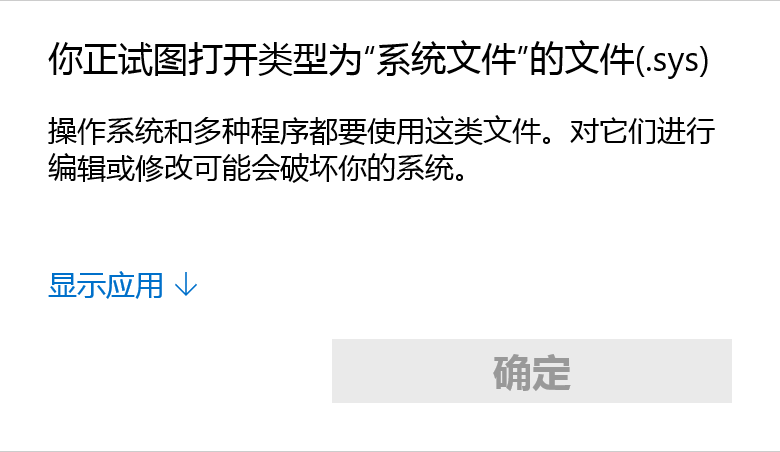 你正试图打开类型为“系统文件”的文件(.sys)
操作系统和多种程序都要使用这类文件。对它们进行
编辑或修改可能会破坏你的系统。
显示应用 ↓
确定